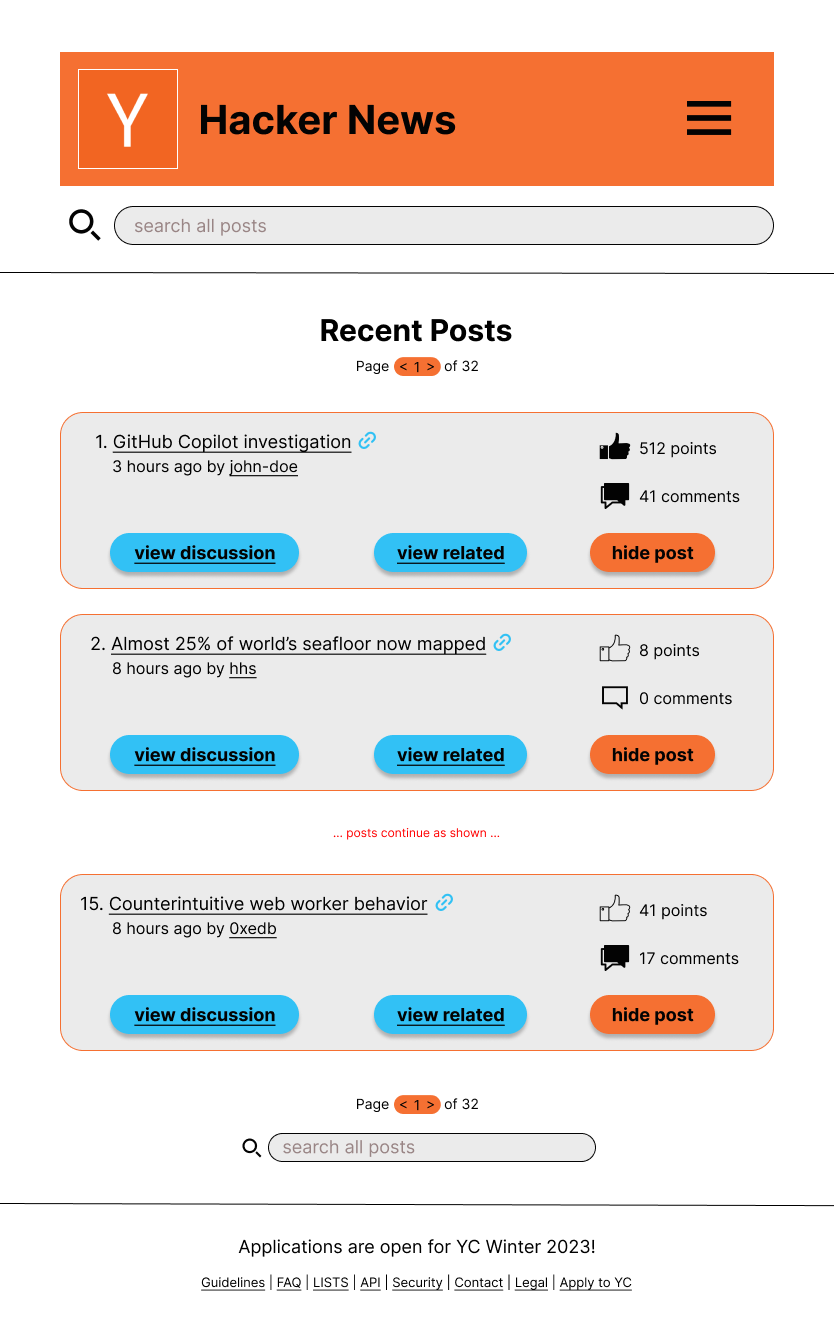 Y Hacker News
search all posts
Recent Posts
Page < 1 > of 32
1. GitHub Copilot investigation
3 hours ago by john-doe
512 points
41 comments
view discussion view related hide post
2. Almost 25% of world’s seafloor now mapped
8 hours ago by hhs
8 points
0 comments
view discussion view related hide post
... posts continue as shown ...
15. Counterintuitive web worker behavior
8 hours ago by 0xedb
41 points
17 comments
view discussion view related hide post
Page < 1 > of 32
search all posts
Applications are open for YC Winter 2023!
Guidelines | FAQ | LISTS | API | Security | Contact | Legal | Apply to YC